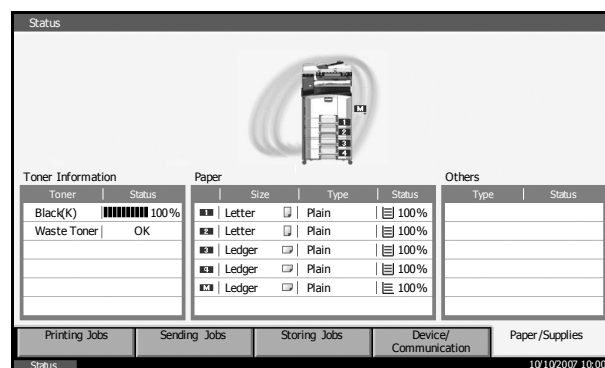 Status
M
1
2
3
4
Toner Information
Toner Status
Black(K) 100%
Waste Toner OK
Paper
Size Type Status
1 Letter Plain 100%
2 Letter Plain 100%
3 Ledger Plain 100%
4 Ledger Plain 100%
M Ledger Plain 100%
Others
Type Status
Printing Jobs
Sending Jobs
Storing Jobs
Device/
Communication
Paper/Supplies
Status 10/10/2007 10:00